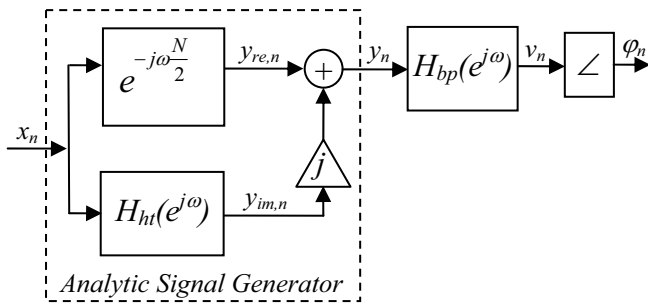 x_n
e^{-jω\frac{N}{2}}
y_{re,n}
+
y_n
H_{bp}(e^{jω})
v_n
∠
φ_n
j
H_{ht}(e^{jω})
y_{im,n}
Analytic Signal Generator